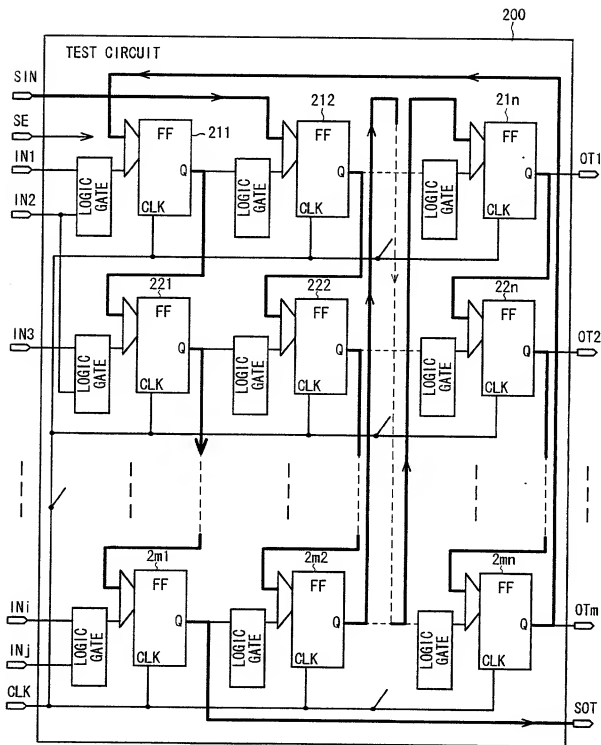 200
TEST CIRCUIT
SIN
SE
IN1
IN2
IN3
INi
INj
CLK
212
21n
FF
211
FF
FF
Q
Q
Q
OT1
LOGIC GATE
LOGIC GATE
LOGIC GATE
CLK
CLK
CLK
221
222
22n
FF
FF
FF
Q
Q
Q
OT2
LOGIC GATE
LOGIC GATE
LOGIC GATE
CLK
CLK
CLK
2m1
2m2
2mn
FF
FF
FF
Q
Q
Q
OTm
LOGIC GATE
LOGIC GATE
LOGIC GATE
CLK
CLK
CLK
SOT